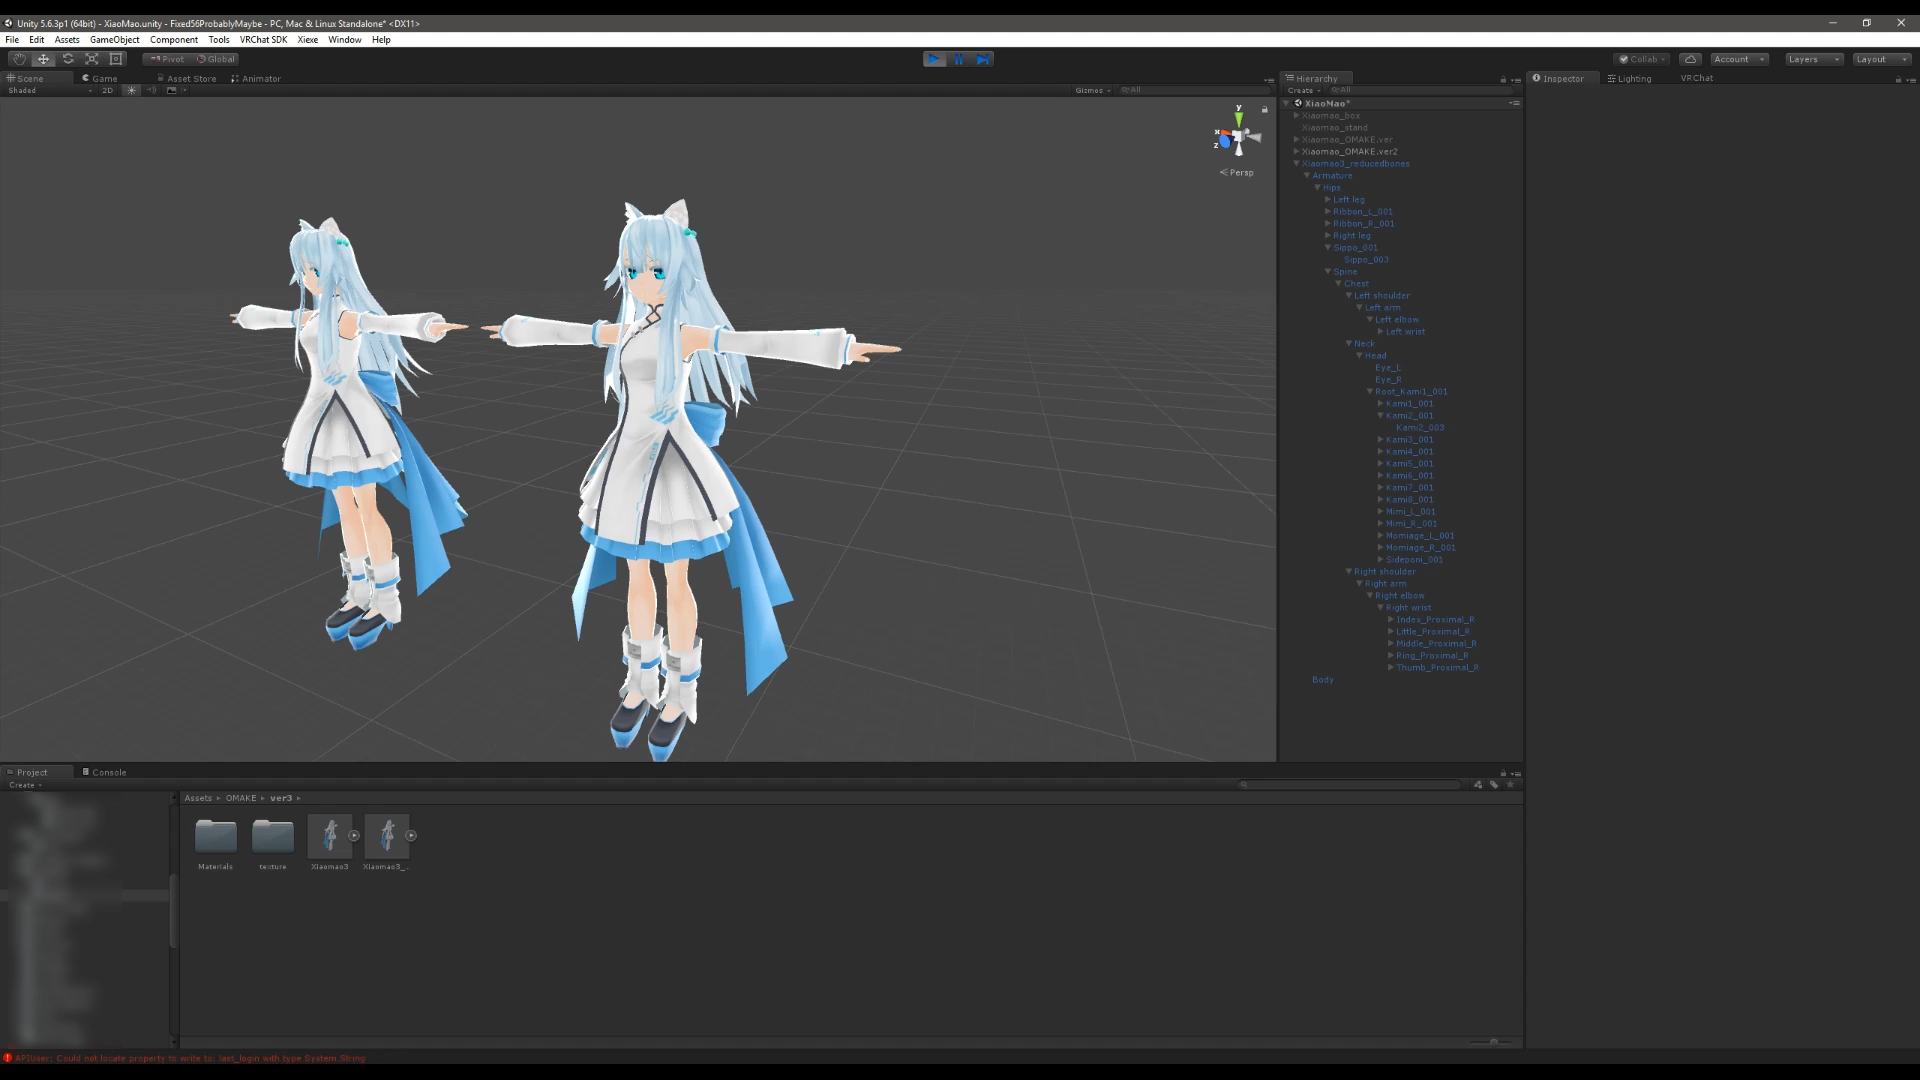 Unity 5.6.3p1 (64bit) - XiaoMao.unity - Fixed56ProbablyMaybe - PC, Mac & Linux Standalone* <DX11>
File Edit Assets GameObject Component Tools VRChat SDK Xiexe Window Help
Pivot Global Collab Account Layers Layout
Scene Game Asset Store Animator
Shaded 2D Gizmos All
y
x
z
Persp
Hierarchy
Create All
XiaoMao*
Xiaomao_box
Xiaomao_stand
Xiaomao_OMAKE.ver
Xiaomao_OMAKE.ver2
Xiaomao3_reducedbones
Armature
Hips
Left leg
Ribbon_L_001
Ribbon_R_001
Right leg
Sippo_001
Sippo_003
Spine
Chest
Left shoulder
Left arm
Left elbow
Left wrist
Neck
Head
Eye_L
Eye_R
Root_Kami1_001
Kami1_001
Kami2_001
Kami2_003
Kami3_001
Kami4_001
Kami5_001
Kami6_001
Kami7_001
Kami8_001
Mimi_L_001
Mimi_R_001
Momiage_L_001
Momiage_R_001
Sideponi_001
Right shoulder
Right arm
Right elbow
Right wrist
Index_Proximal_R
Little_Proximal_R
Middle_Proximal_R
Ring_Proximal_R
Thumb_Proximal_R
Body
Inspector Lighting VRChat
Project Console
Create
Assets OMAKE ver3
Materials texture Xiaomao3 Xiaomao3_...
APIUser: Could not locate property to write to: last_login with type System.String